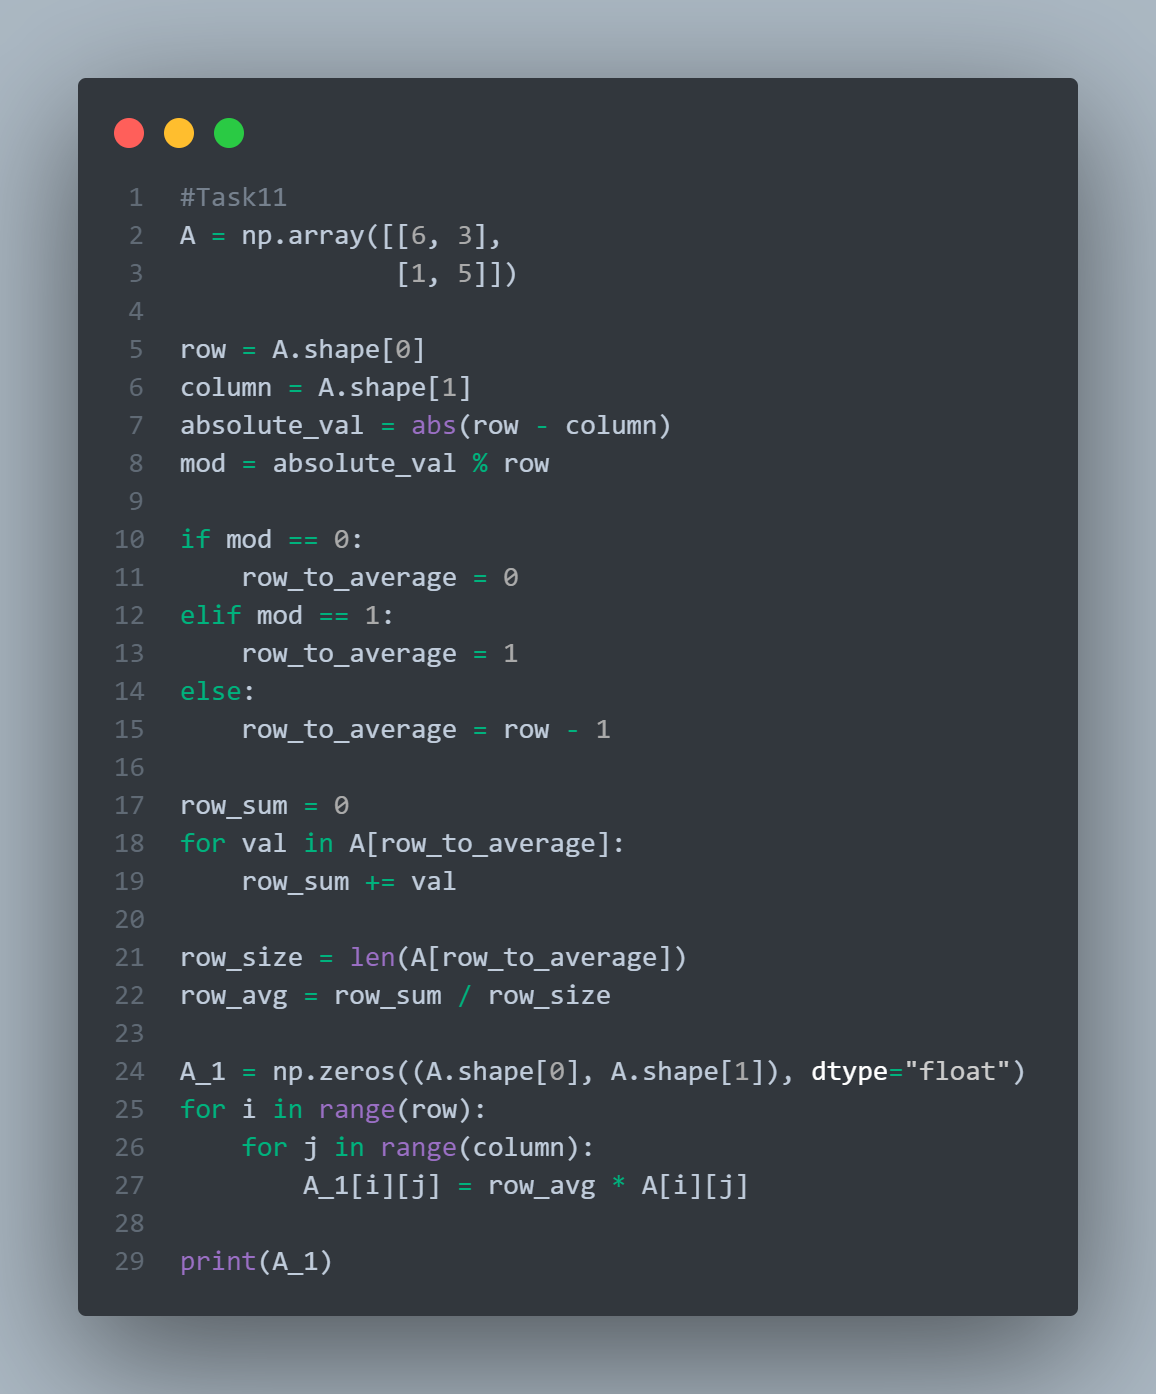 1 #Task11
2 A = np.array([[6, 3],
3               [1, 5]])
4
5 row = A.shape[0]
6 column = A.shape[1]
7 absolute_val = abs(row - column)
8 mod = absolute_val % row
9
10 if mod == 0:
11     row_to_average = 0
12 elif mod == 1:
13     row_to_average = 1
14 else:
15     row_to_average = row - 1
16
17 row_sum = 0
18 for val in A[row_to_average]:
19     row_sum += val
20
21 row_size = len(A[row_to_average])
22 row_avg = row_sum / row_size
23
24 A_1 = np.zeros((A.shape[0], A.shape[1]), dtype="float")
25 for i in range(row):
26     for j in range(column):
27         A_1[i][j] = row_avg * A[i][j]
28
29 print(A_1)